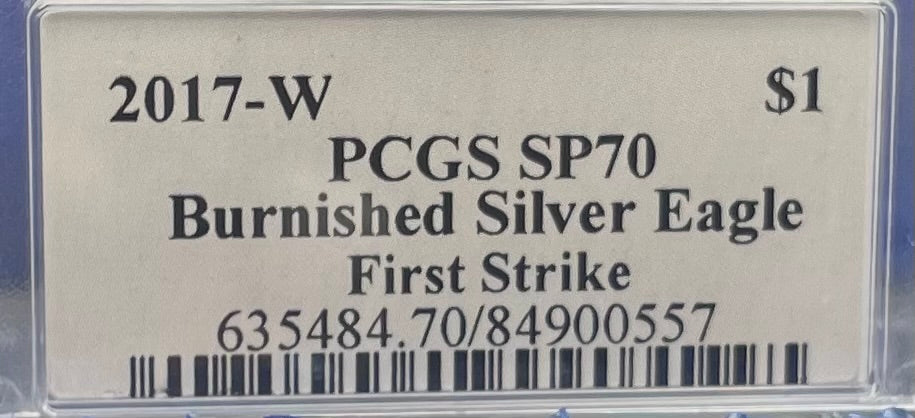 2017-W $1
PCGS SP70
Burnished Silver Eagle
First Strike
635484.70/84900557